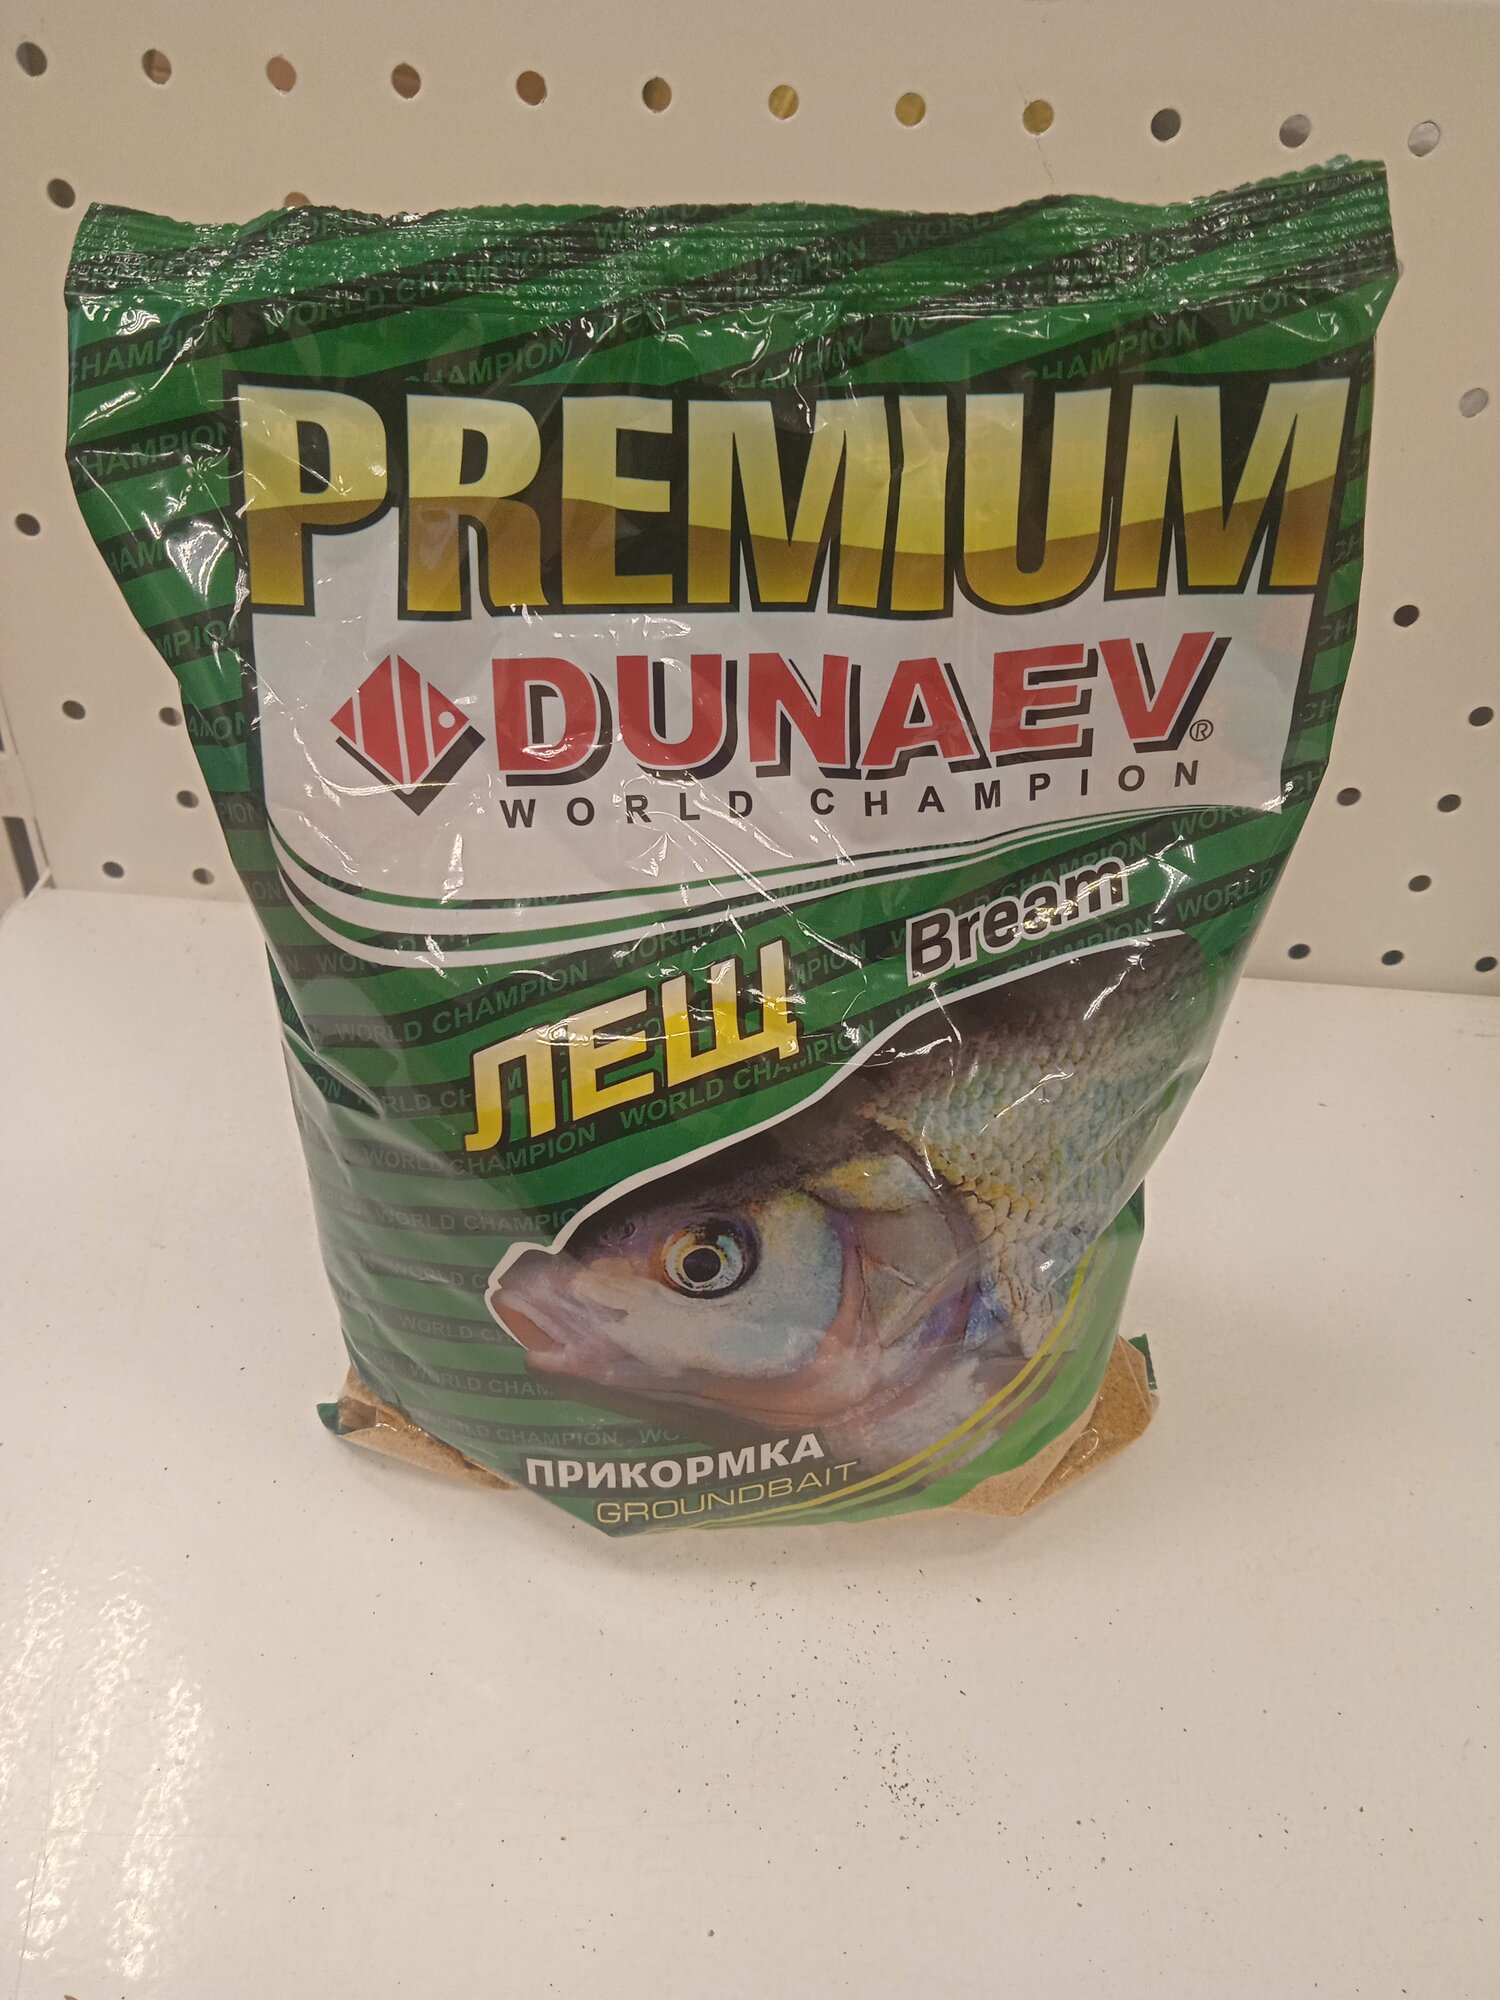 PREMIUM
DUNAEV®
WORLD CHAMPION
Bream
ЛЕЩ
ПРИКОРМКА
GROUNDBAIT